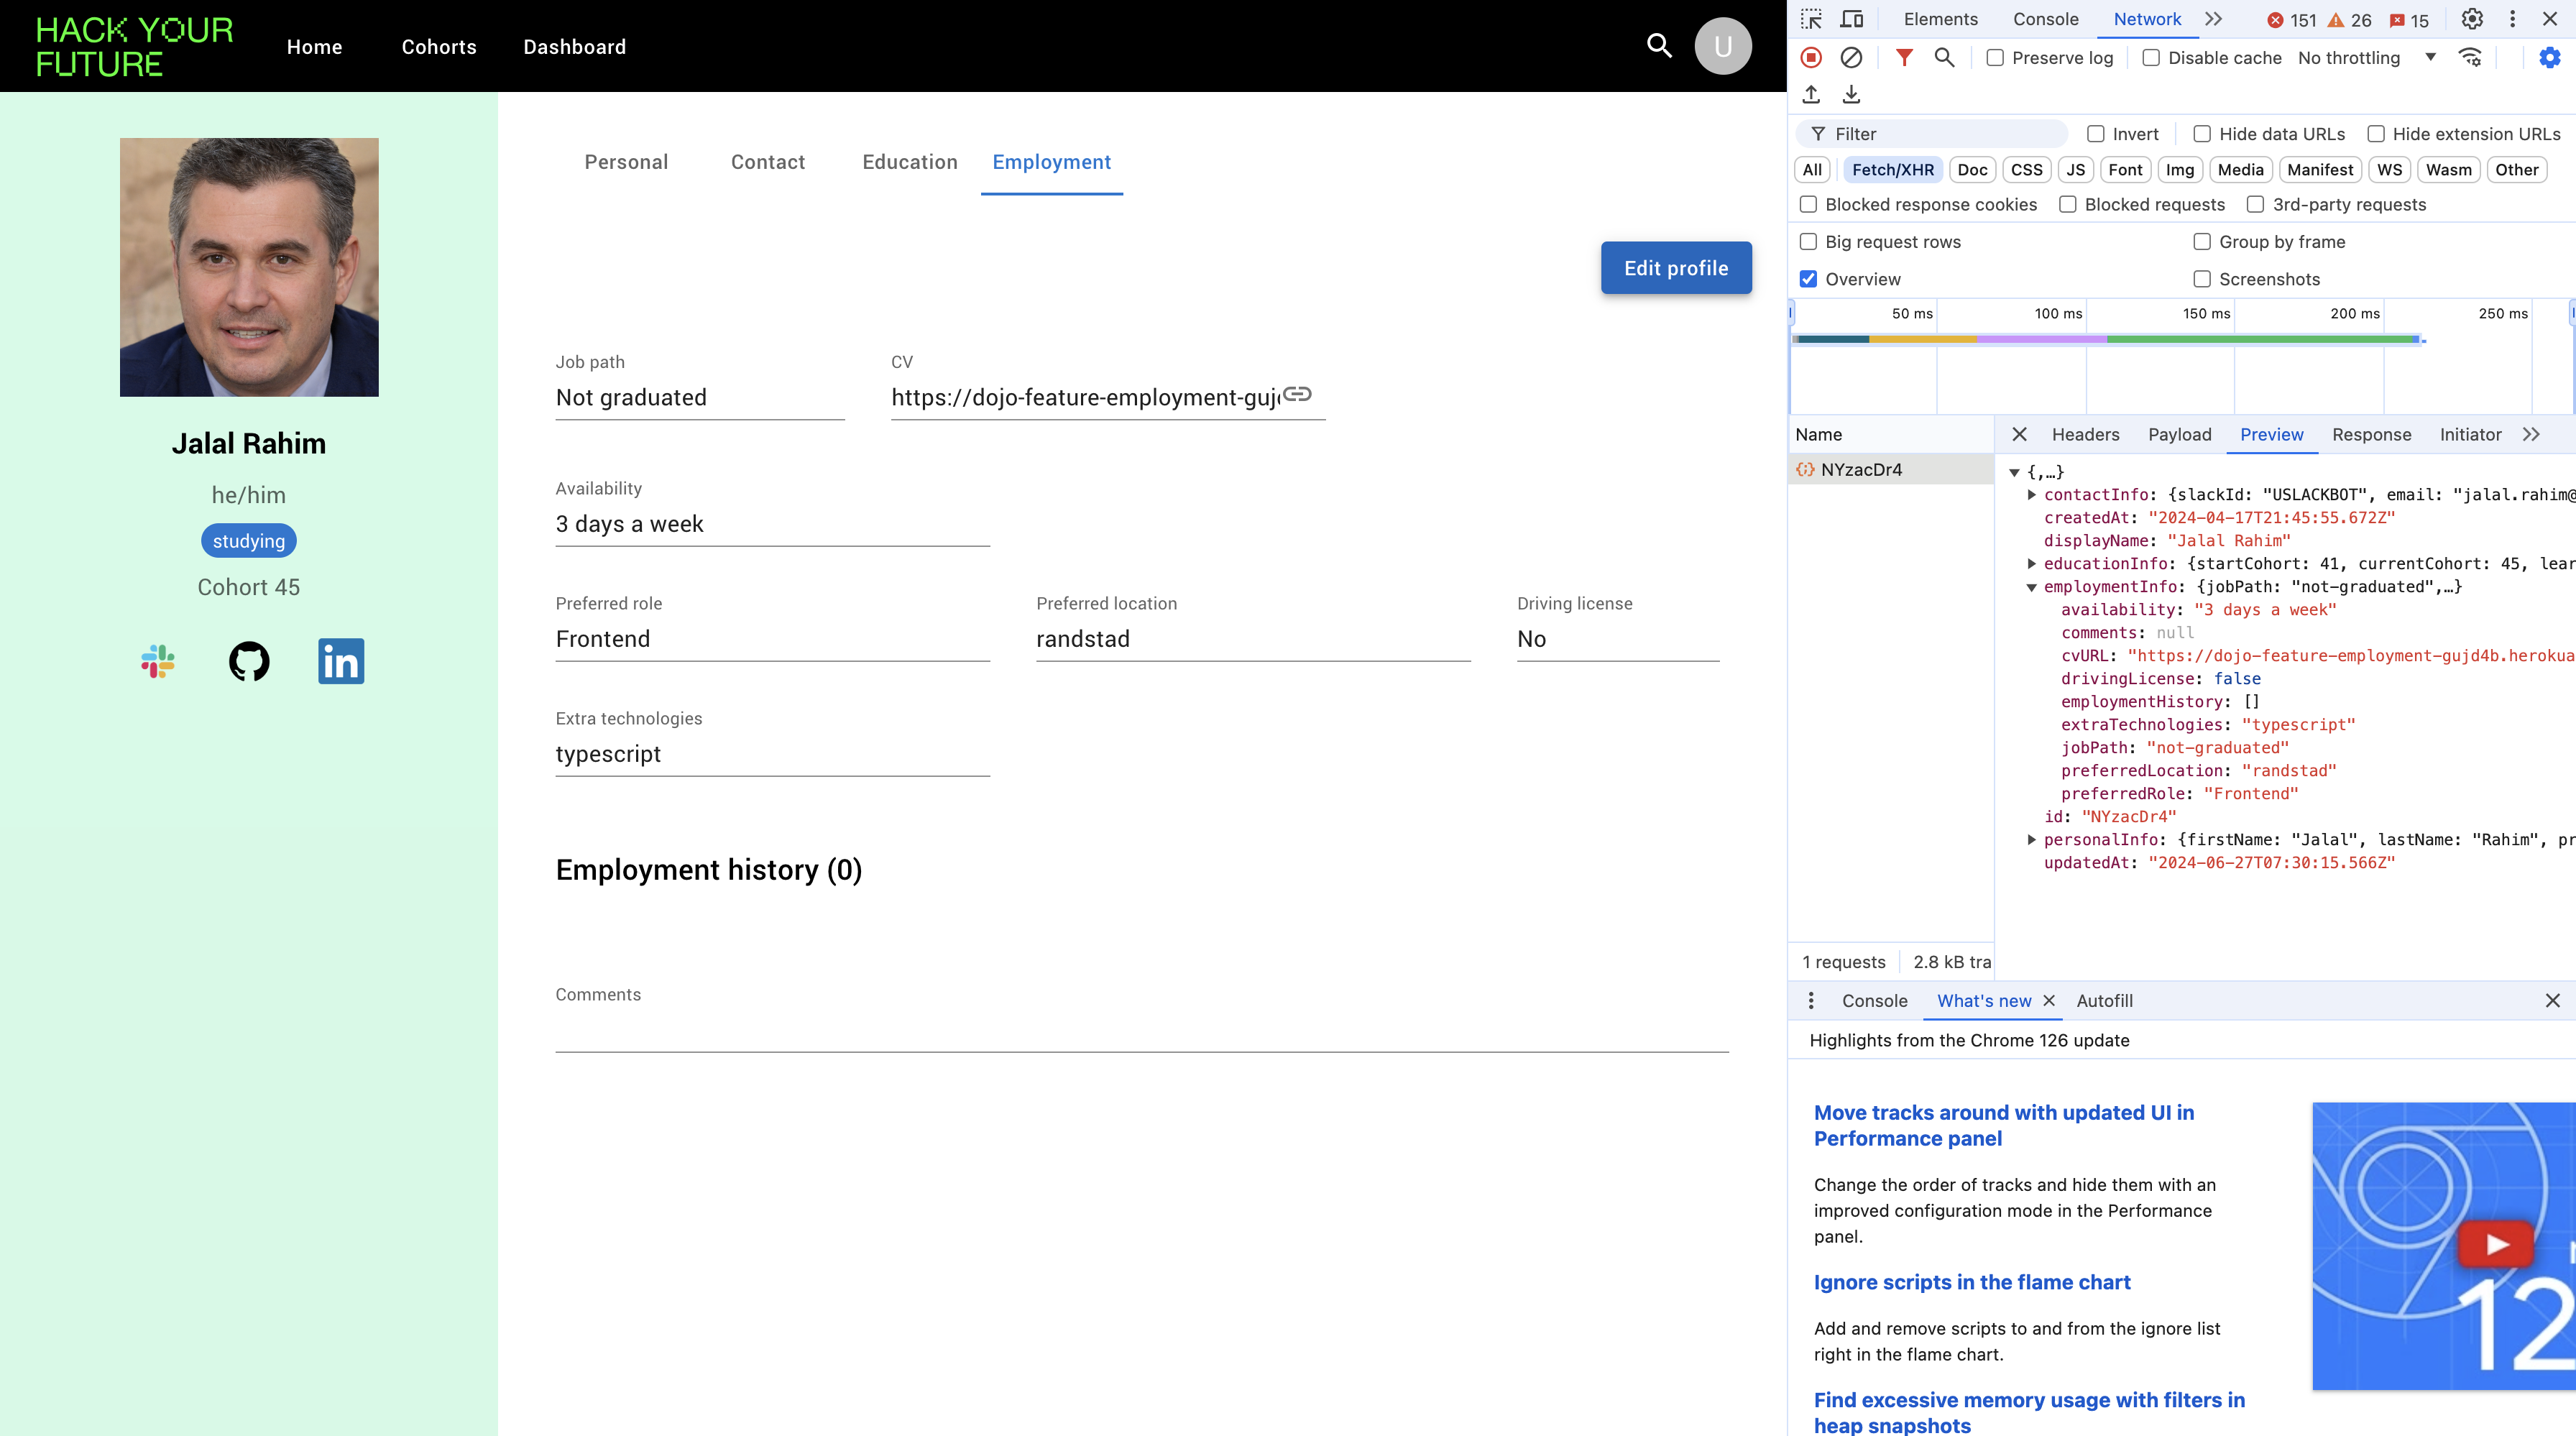 HACK YOUR
FUTURE
Home Cohorts Dashboard
U
Jalal Rahim
he/him
studying
Cohort 45
in
Personal Contact Education Employment
Edit profile
Job path
Not graduated
CV
https://dojo-feature-employment-guj
Availability
3 days a week
Preferred role
Frontend
Preferred location
randstad
Driving license
No
Extra technologies
typescript
Employment history (0)
Comments
Elements Console Network 151 26 15
Preserve log Disable cache No throttling
Filter Invert Hide data URLs Hide extension URLs
All Fetch/XHR Doc CSS JS Font Img Media Manifest WS Wasm Other
Blocked response cookies Blocked requests 3rd-party requests
Big request rows Group by frame
Overview Screenshots
50 ms 100 ms 150 ms 200 ms 250 ms
Name
NYzacDr4
Headers Payload Preview Response Initiator
{,…}
contactInfo: {slackId: "USLACKBOT", email: "jalal.rahim@
createdAt: "2024-04-17T21:45:55.672Z"
displayName: "Jalal Rahim"
educationInfo: {startCohort: 41, currentCohort: 45, lear
employmentInfo: {jobPath: "not-graduated",…}
availability: "3 days a week"
comments: null
cvURL: "https://dojo-feature-employment-gujd4b.herokua
drivingLicense: false
employmentHistory: []
extraTechnologies: "typescript"
jobPath: "not-graduated"
preferredLocation: "randstad"
preferredRole: "Frontend"
id: "NYzacDr4"
personalInfo: {firstName: "Jalal", lastName: "Rahim", pr
updatedAt: "2024-06-27T07:30:15.566Z"
1 requests 2.8 kB tra
Console What's new Autofill
Highlights from the Chrome 126 update
Move tracks around with updated UI in
Performance panel
Change the order of tracks and hide them with an
improved configuration mode in the Performance
panel.
Ignore scripts in the flame chart
Add and remove scripts to and from the ignore list
right in the flame chart.
Find excessive memory usage with filters in
heap snapshots
12